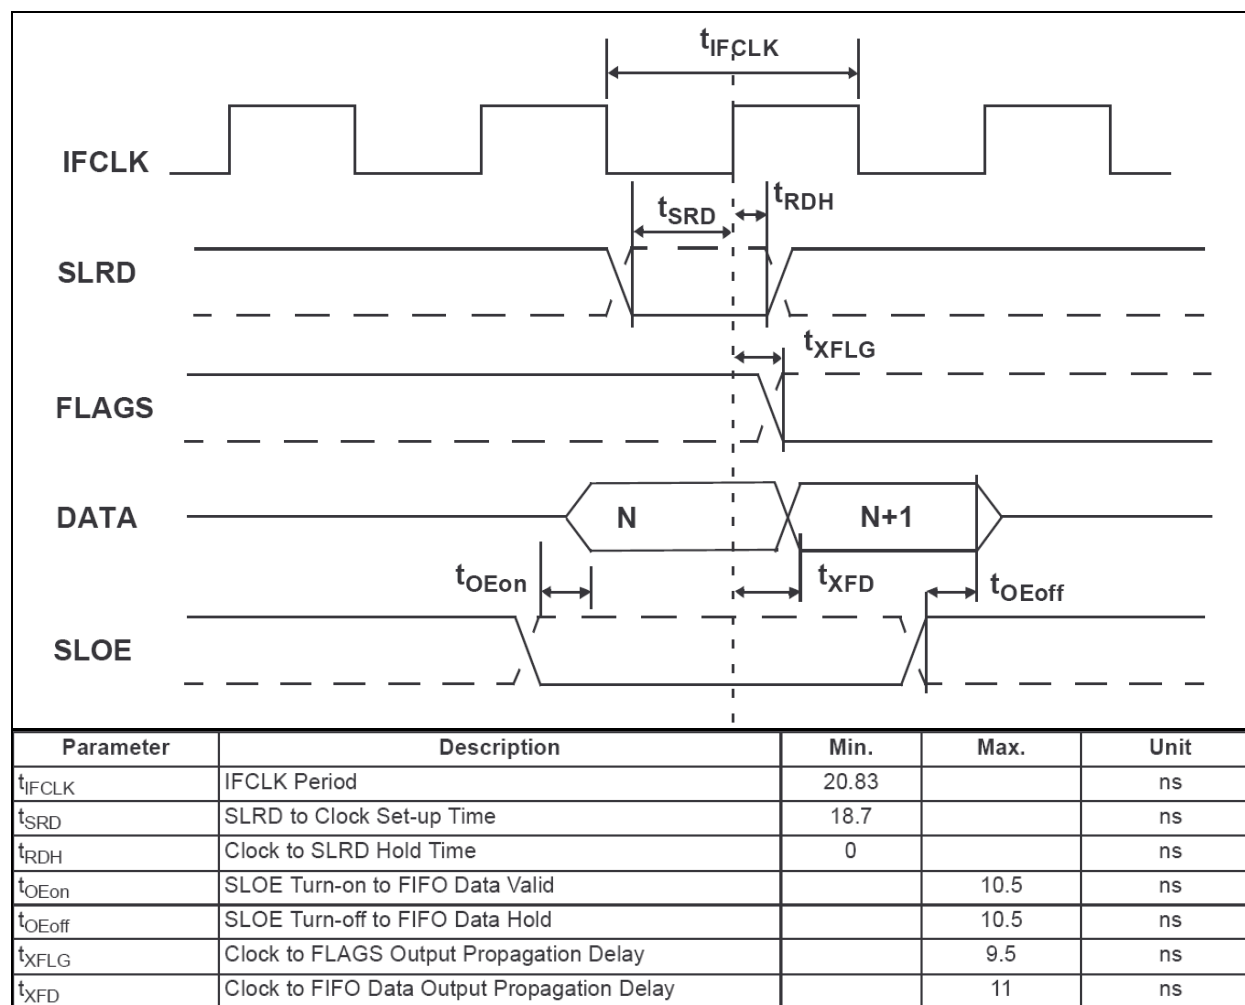 tIFCLK
IFCLK
tSRD
tRDH
SLRD
tXFLG
FLAGS
DATA
N
N+1
tOEon
tXFD
tOEoff
SLOE
Parameter Description Min. Max. Unit
tIFCLK IFCLK Period 20.83 ns
tSRD SLRD to Clock Set-up Time 18.7 ns
tRDH Clock to SLRD Hold Time 0 ns
tOEon SLOE Turn-on to FIFO Data Valid 10.5 ns
tOEoff SLOE Turn-off to FIFO Data Hold 10.5 ns
tXFLG Clock to FLAGS Output Propagation Delay 9.5 ns
tXFD Clock to FIFO Data Output Propagation Delay 11 ns